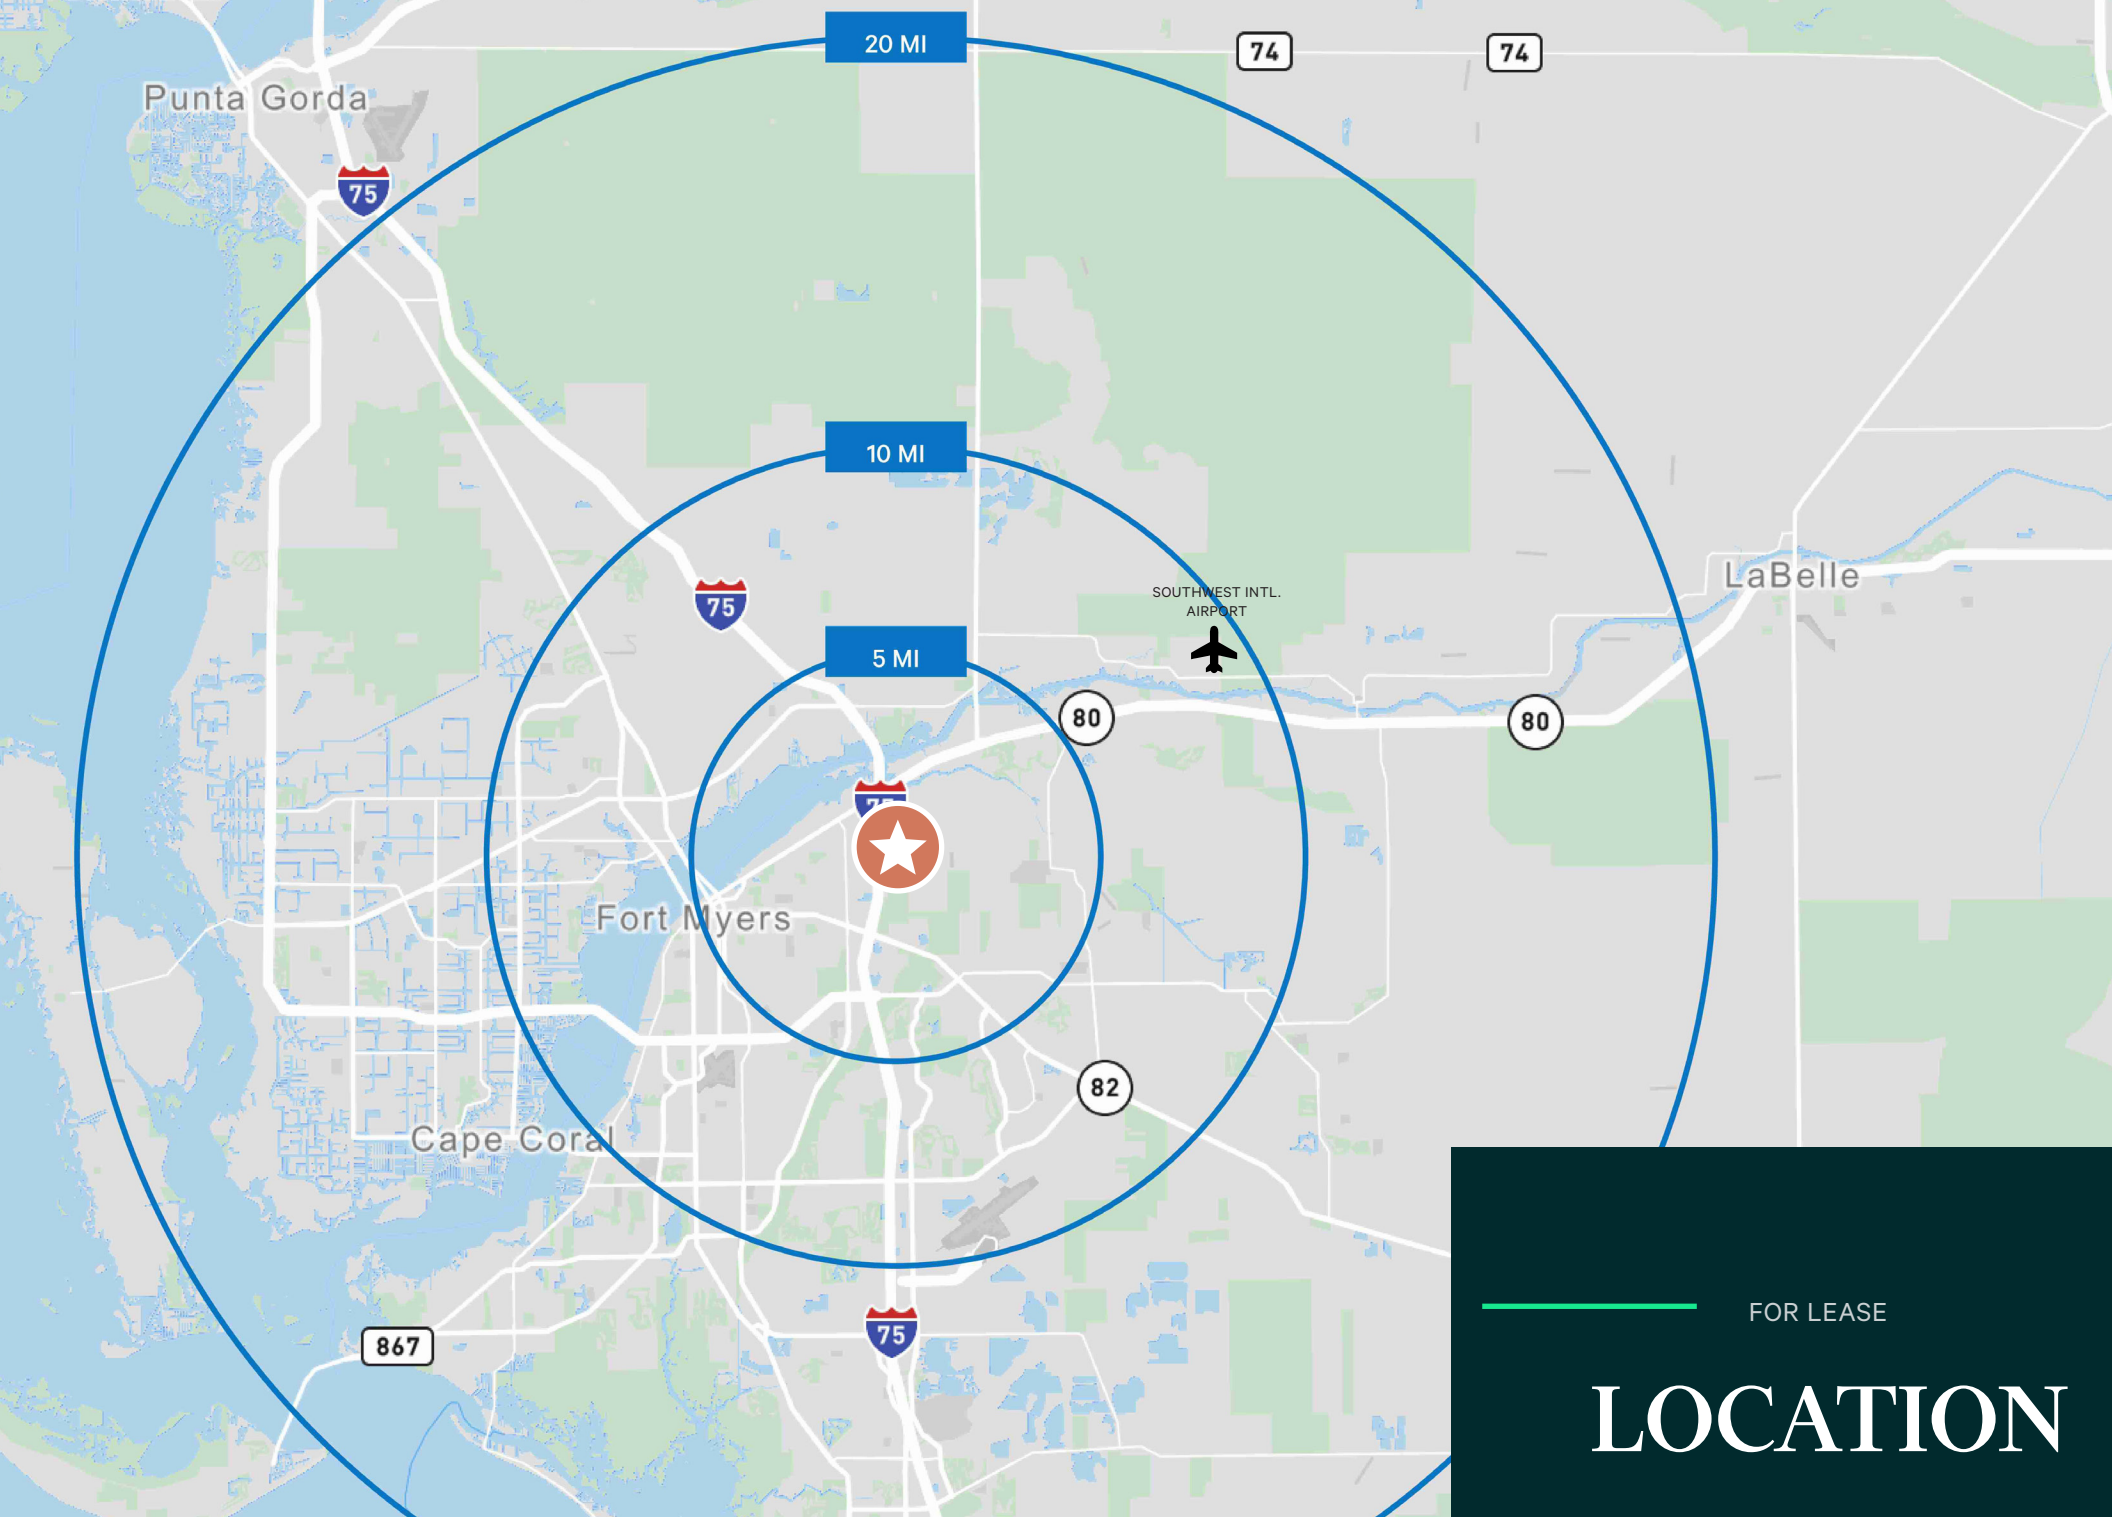 20 MI
74
74
Punta Gorda
75
10 MI
LaBelle
SOUTHWEST INTL.
AIRPORT
75
5 MI
80
80
Fort Myers
82
Cape Coral
75
867
FOR LEASE
LOCATION